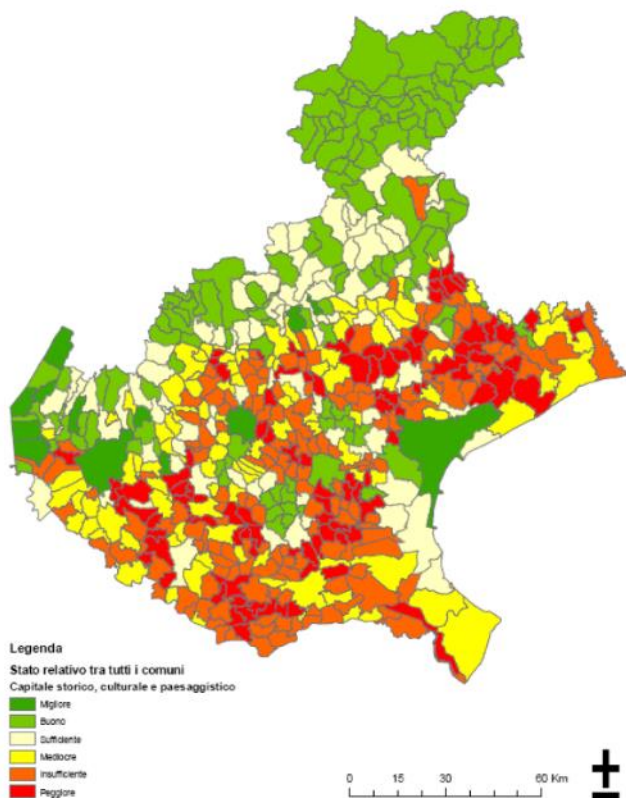 Legenda
Stato relativo tra tutti i comuni
Capitale storico, culturale e paesaggistico
Migliore
Buono
Sufficiente
Mediocre
Insufficiente
Peggiore
0 15 30 60 Km